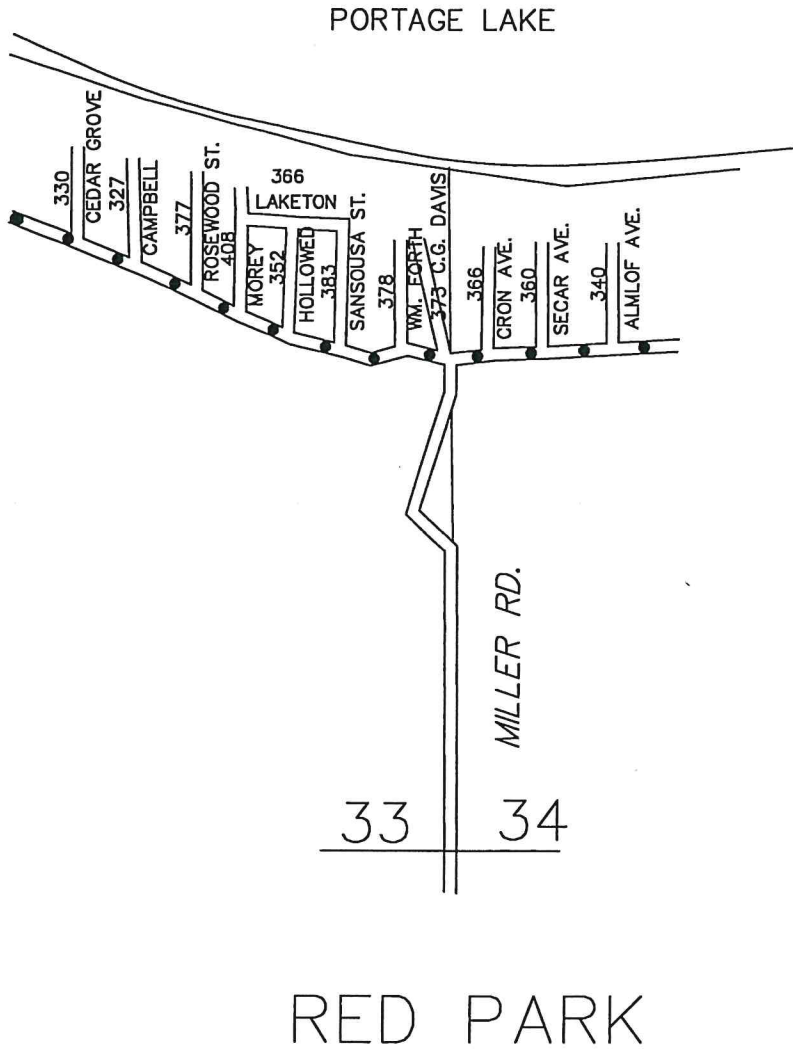 PORTAGE LAKE
330
CEDAR GROVE
327
CAMPBELL
377
ROSEWOOD ST.
408
MOREY
352
366
LAKETON
HOLLOWED
383
SANSOUSA ST.
378
WM. FORTH
373 C.G. DAVIS
366
CRON AVE.
360
SECAR AVE.
340
ALMLOF AVE.
MILLER RD.
33 34
RED PARK